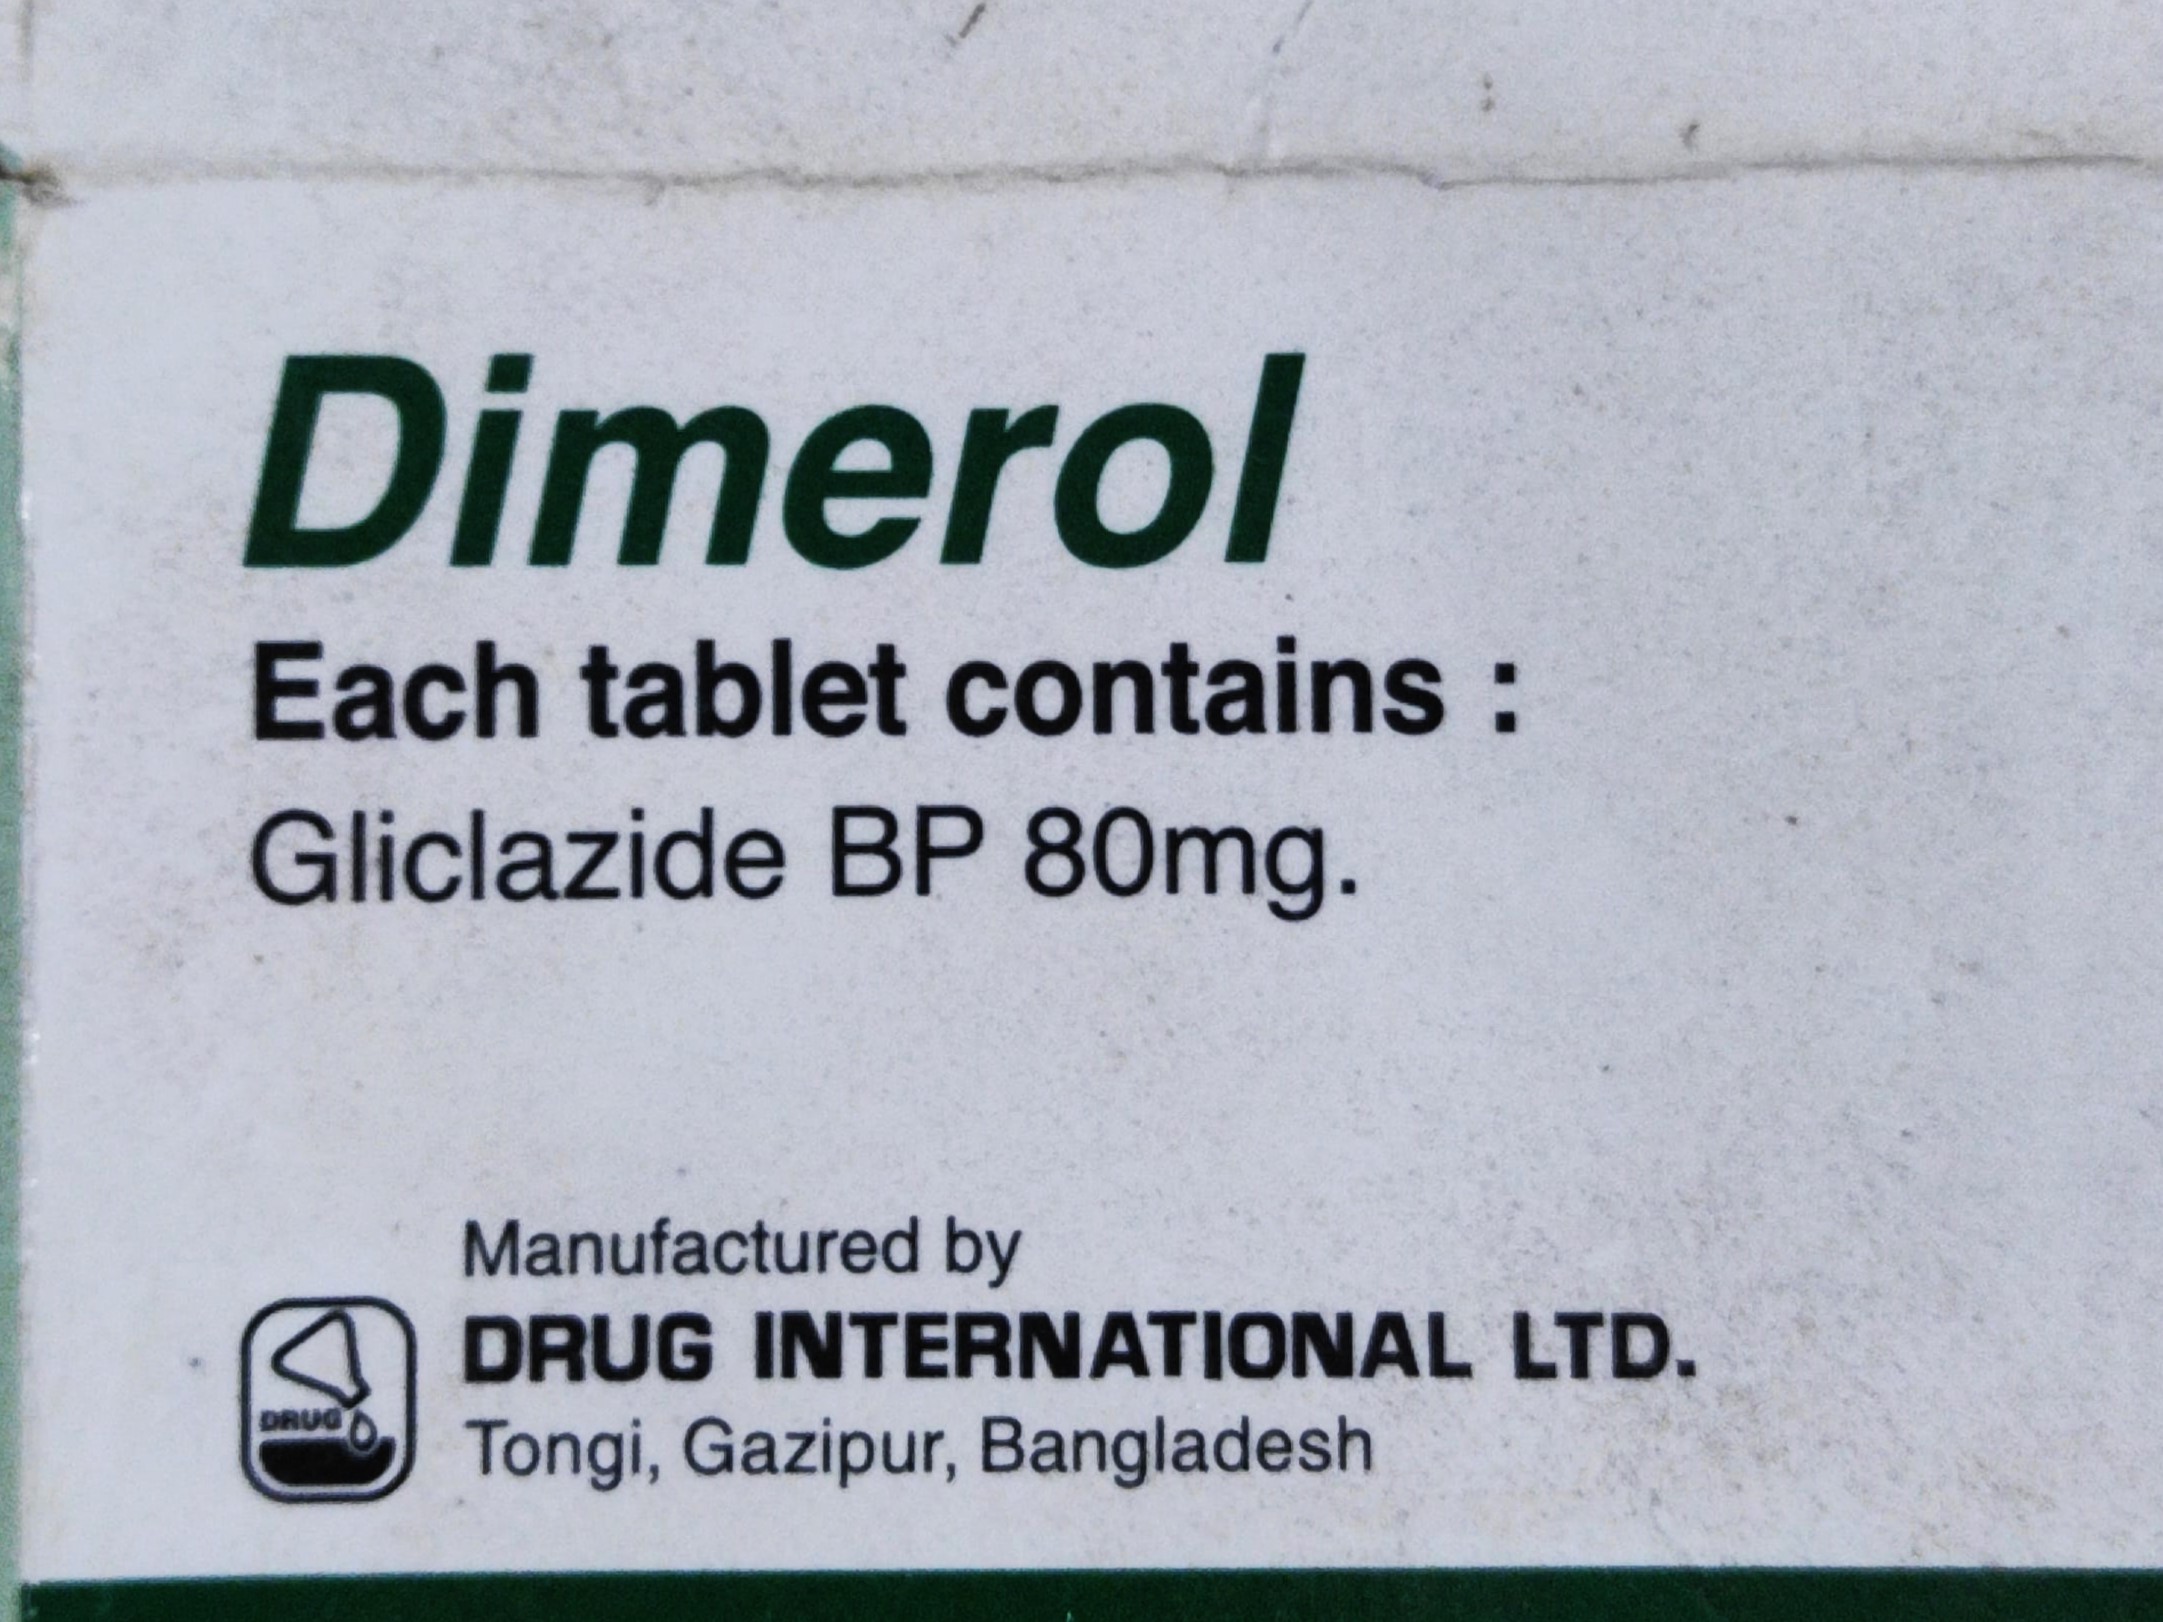 Dimerol
Each tablet contains :
Gliclazide BP 80mg.
Manufactured by
DRUG INTERNATIONAL LTD.
DRUG
Tongi, Gazipur, Bangladesh